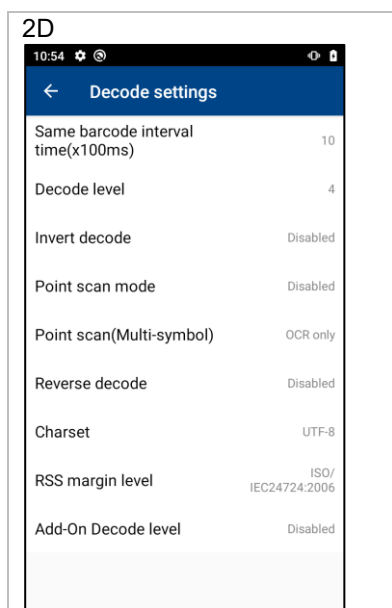 2D
10:54
Decode settings
Same barcode interval
time(x100ms)
10
Decode level
4
Invert decode
Disabled
Point scan mode
Disabled
Point scan(Multi-symbol)
OCR only
Reverse decode
Disabled
Charset
UTF-8
RSS margin level
ISO/
IEC24724:2006
Add-On Decode level
Disabled